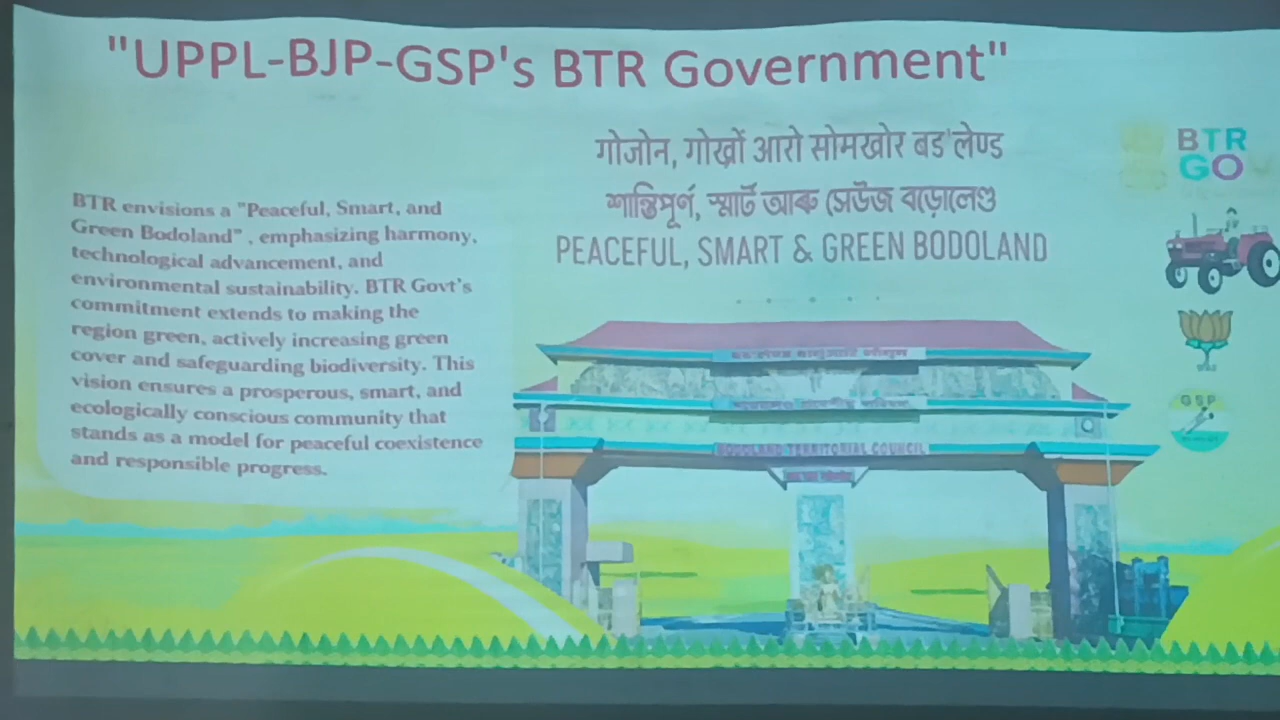 "UPPL-BJP-GSP's BTR Government"
गोजोन, गोख्रों आरो सोमखोर बड'लेण्ड
শান্তিপূৰ্ণ, স্মাৰ্ট আৰু সেউজ বড়োলেণ্ড
PEACEFUL, SMART & GREEN BODOLAND
BTR envisions a "Peaceful, Smart, and
Green Bodoland" , emphasizing harmony,
technological advancement, and
environmental sustainability. BTR Govt's
commitment extends to making the
region green, actively increasing green
cover and safeguarding biodiversity. This
vision ensures a prosperous, smart, and
ecologically conscious community that
stands as a model for peaceful coexistence
and responsible progress.
BTR
GO
GSP
BODOLAND TERRITORIAL COUNCIL